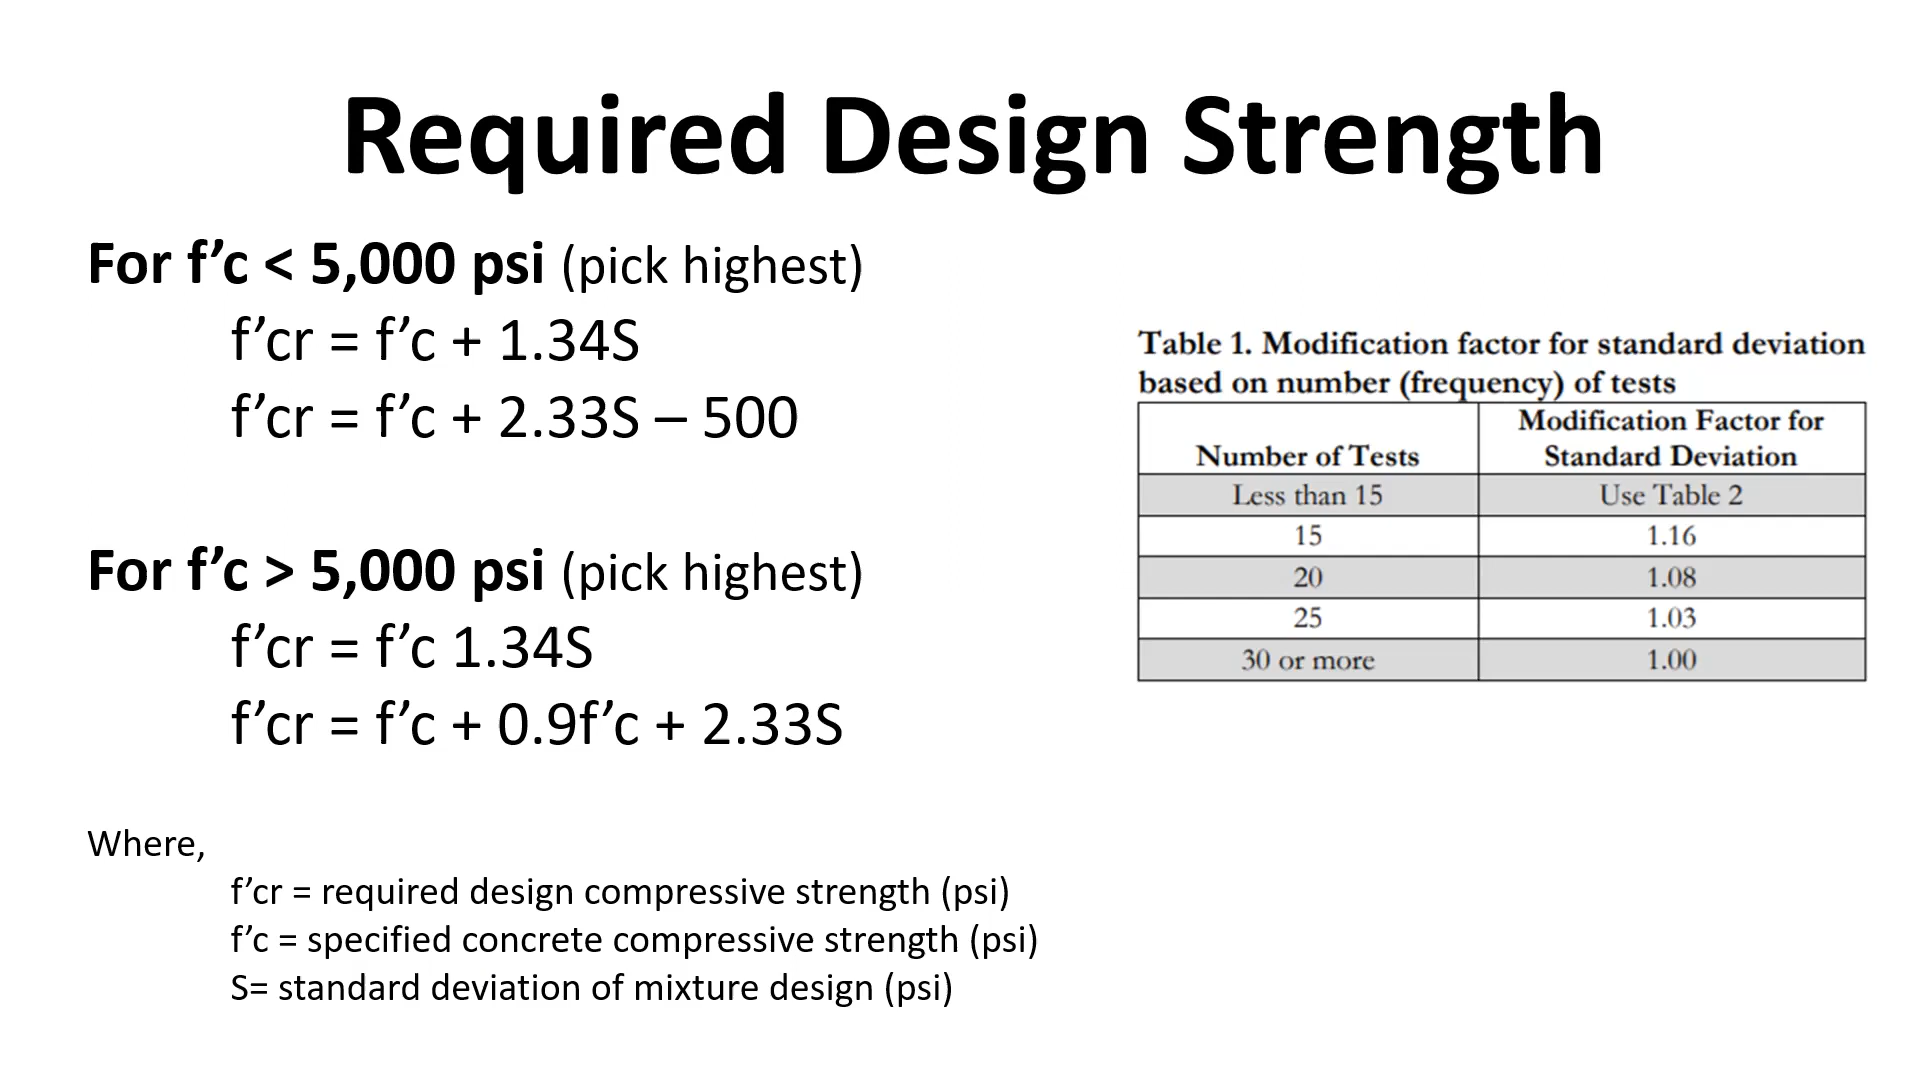 Required Design Strength
For f’c < 5,000 psi (pick highest)
f’cr = f’c + 1.34S
f’cr = f’c + 2.33S – 500
For f’c > 5,000 psi (pick highest)
f’cr = f’c 1.34S
f’cr = f’c + 0.9f’c + 2.33S
Where,
f’cr = required design compressive strength (psi)
f’c = specified concrete compressive strength (psi)
S= standard deviation of mixture design (psi)
Table 1. Modification factor for standard deviation
based on number (frequency) of tests
Number of Tests
Modification Factor for
Standard Deviation
Less than 15 Use Table 2
15 1.16
20 1.08
25 1.03
30 or more 1.00